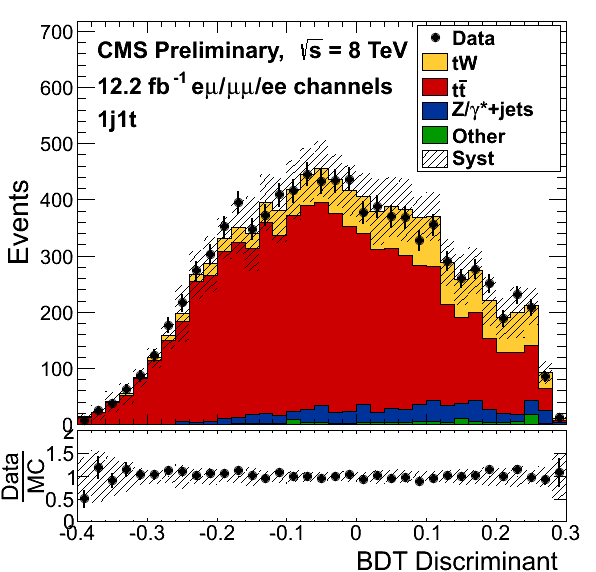 700
600
500
400
300
200
100
0
Events
CMS Preliminary, √s = 8 TeV
12.2 fb⁻¹ eμ/μμ/ee channels
1j1t
Data
tW
tt̄
Z/γ*+jets
Other
Syst
2
1.5
1
0.5
0
Data
MC
-0.4 -0.3 -0.2 -0.1 0 0.1 0.2 0.3
BDT Discriminant